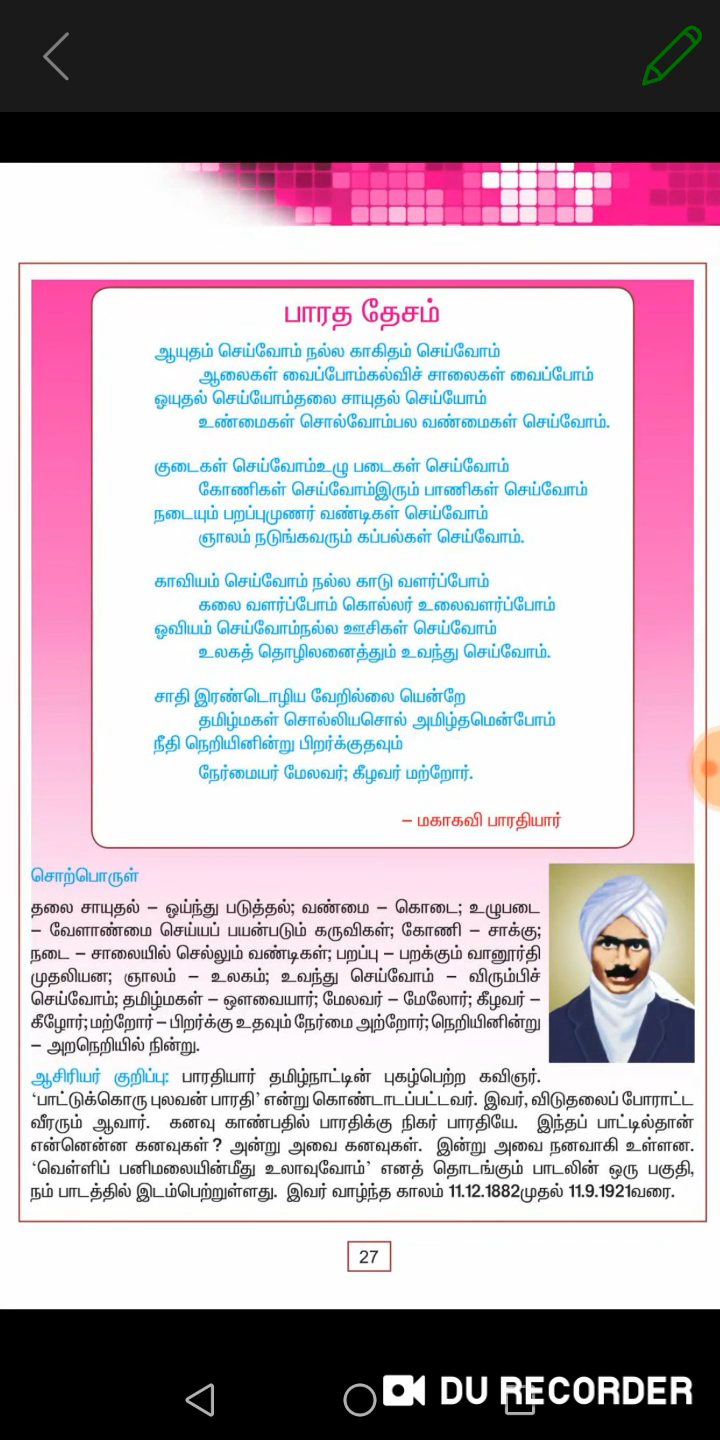 பாரத தேசம்
ஆயுதம் செய்வோம் நல்ல காகிதம் செய்வோம்
ஆலைகள் வைப்போம்கல்விச் சாலைகள் வைப்போம்
ஓயுதல் செய்யோம்தலை சாயுதல் செய்யோம்
உண்மைகள் சொல்வோம்பல வண்மைகள் செய்வோம்.
குடைகள் செய்வோம்உழு படைகள் செய்வோம்
கோணிகள் செய்வோம்இரும் பாணிகள் செய்வோம்
நடையும் பறப்புமுணர் வண்டிகள் செய்வோம்
ஞாலம் நடுங்கவரும் கப்பல்கள் செய்வோம்.
காவியம் செய்வோம் நல்ல காடு வளர்ப்போம்
கலை வளர்ப்போம் கொல்லர் உலைவளர்ப்போம்
ஓவியம் செய்வோம்நல்ல ஊசிகள் செய்வோம்
உலகத் தொழிலனைத்தும் உவந்து செய்வோம்.
சாதி இரண்டொழிய வேறில்லை யென்றே
தமிழ்மகள் சொல்லியசொல் அமிழ்தமென்போம்
நீதி நெறியினின்று பிறர்க்குதவும்
நேர்மையர் மேலவர்; கீழவர் மற்றோர்.
– மகாகவி பாரதியார்
சொற்பொருள்
தலை சாயுதல் – ஓய்ந்து படுத்தல்; வண்மை – கொடை; உழுபடை
– வேளாண்மை செய்யப் பயன்படும் கருவிகள்; கோணி – சாக்கு;
நடை – சாலையில் செல்லும் வண்டிகள்; பறப்பு – பறக்கும் வானூர்தி
முதலியன; ஞாலம் – உலகம்; உவந்து செய்வோம் – விரும்பிச்
செய்வோம்; தமிழ்மகள் – ஔவையார்; மேலவர் – மேலோர்; கீழவர் –
கீழோர்; மற்றோர் – பிறர்க்கு உதவும் நேர்மை அற்றோர்; நெறியினின்று
– அறநெறியில் நின்று.
ஆசிரியர் குறிப்பு: பாரதியார் தமிழ்நாட்டின் புகழ்பெற்ற கவிஞர்.
‘பாட்டுக்கொரு புலவன் பாரதி’ என்று கொண்டாடப்பட்டவர். இவர், விடுதலைப் போராட்ட
வீரரும் ஆவார். கனவு காண்பதில் பாரதிக்கு நிகர் பாரதியே. இந்தப் பாட்டில்தான்
என்னென்ன கனவுகள் ? அன்று அவை கனவுகள். இன்று அவை நனவாகி உள்ளன.
‘வெள்ளிப் பனிமலையின்மீது உலாவுவோம்’ எனத் தொடங்கும் பாடலின் ஒரு பகுதி,
நம் பாடத்தில் இடம்பெற்றுள்ளது. இவர் வாழ்ந்த காலம் 11.12.1882முதல் 11.9.1921வரை.
27
DU RECORDER